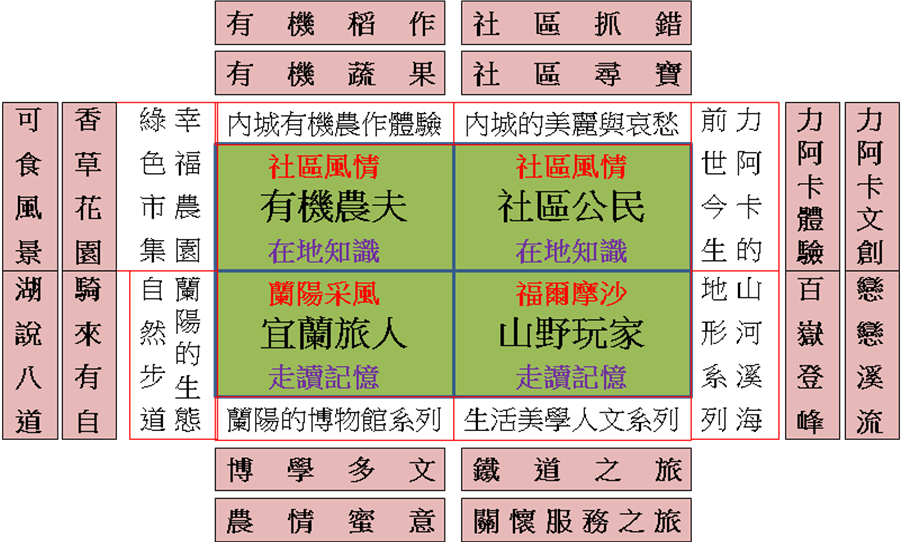 有機稻作
社區抓錯
有機蔬果
社區尋寶
可食風景
香草花園
幸福農園
綠色市集
內城有機農作體驗
內城的美麗與哀愁
力阿卡的
前世今生
力阿卡體驗
力阿卡文創
社區風情
有機農夫
在地知識
社區風情
社區公民
在地知識
湖說八道
騎來有自
蘭陽的生態
自然步道
蘭陽采風
宜蘭旅人
走讀記憶
福爾摩沙
山野玩家
走讀記憶
山河溪海
地形系列
百嶽登峰
戀戀溪流
蘭陽的博物館系列
生活美學人文系列
博學多文
鐵道之旅
農情蜜意
關懷服務之旅